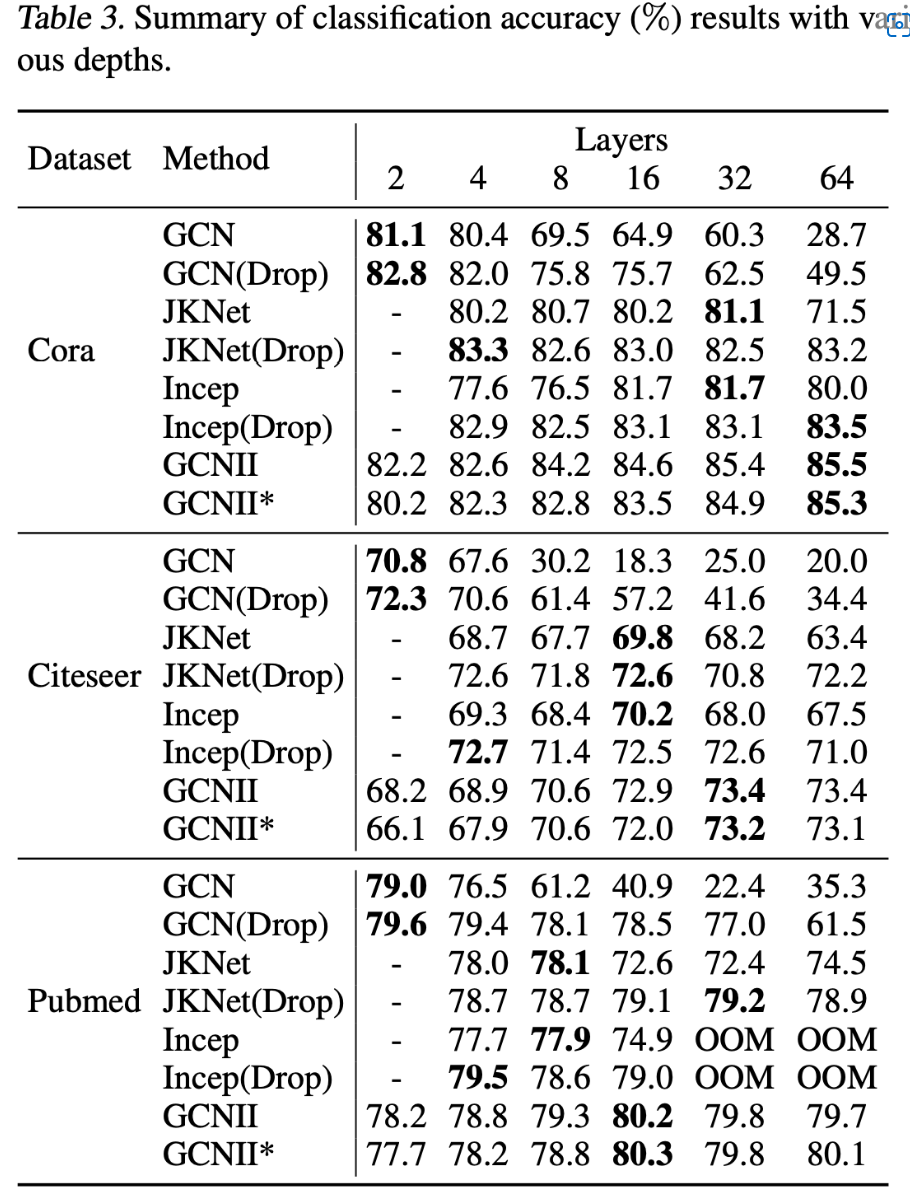 Table 3. Summary of classification accuracy (%) results with vari-
ous depths.
Dataset Method Layers
2 4 8 16 32 64
GCN 81.1 80.4 69.5 64.9 60.3 28.7
GCN(Drop) 82.8 82.0 75.8 75.7 62.5 49.5
JKNet - 80.2 80.7 80.2 81.1 71.5
Cora JKNet(Drop) - 83.3 82.6 83.0 82.5 83.2
Incep - 77.6 76.5 81.7 81.7 80.0
Incep(Drop) - 82.9 82.5 83.1 83.1 83.5
GCNII 82.2 82.6 84.2 84.6 85.4 85.5
GCNII* 80.2 82.3 82.8 83.5 84.9 85.3
GCN 70.8 67.6 30.2 18.3 25.0 20.0
GCN(Drop) 72.3 70.6 61.4 57.2 41.6 34.4
JKNet - 68.7 67.7 69.8 68.2 63.4
Citeseer JKNet(Drop) - 72.6 71.8 72.6 70.8 72.2
Incep - 69.3 68.4 70.2 68.0 67.5
Incep(Drop) - 72.7 71.4 72.5 72.6 71.0
GCNII 68.2 68.9 70.6 72.9 73.4 73.4
GCNII* 66.1 67.9 70.6 72.0 73.2 73.1
GCN 79.0 76.5 61.2 40.9 22.4 35.3
GCN(Drop) 79.6 79.4 78.1 78.5 77.0 61.5
JKNet - 78.0 78.1 72.6 72.4 74.5
Pubmed JKNet(Drop) - 78.7 78.7 79.1 79.2 78.9
Incep - 77.7 77.9 74.9 OOM OOM
Incep(Drop) - 79.5 78.6 79.0 OOM OOM
GCNII 78.2 78.8 79.3 80.2 79.8 79.7
GCNII* 77.7 78.2 78.8 80.3 79.8 80.1